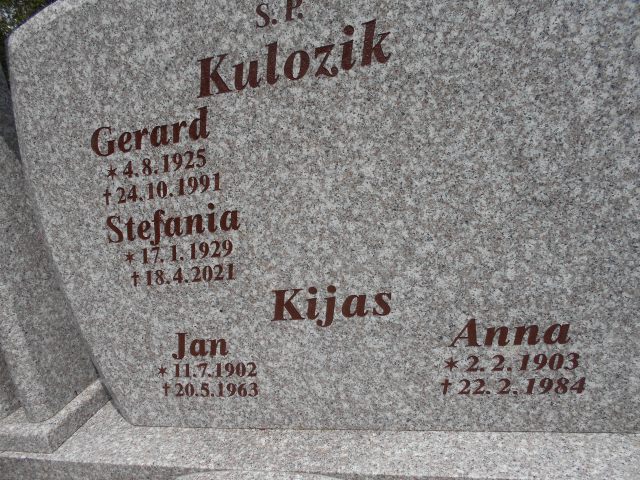 S. P.
Kulozik
Gerard
* 4.8.1925
† 24.10.1991
Stefania
* 17.1.1929
† 18.4.2021
Kijas
Jan
* 11.7.1902
† 20.5.1963
Anna
* 2.2.1903
† 22.2.1984